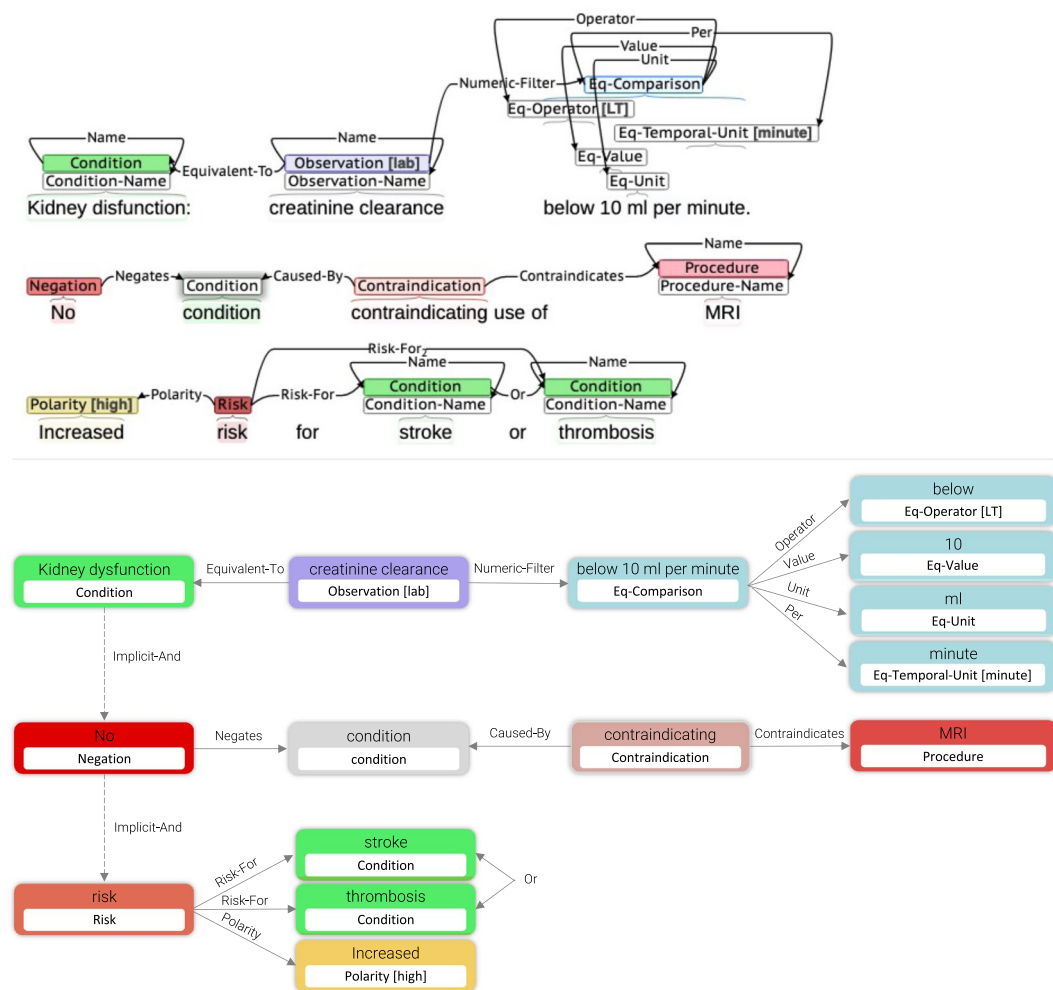 Operator
Per
Value
Unit
Numeric-Filter
Eq-Comparison
Eq-Operator [LT]
Name
Name
Eq-Temporal-Unit [minute]
Condition
Equivalent-To
Observation [lab]
Eq-Value
Condition-Name
Observation-Name
Eq-Unit
Kidney disfunction: creatinine clearance below 10 ml per minute.
Name
Negation
Negates
Condition
Caused-By
Contraindication
Contraindicates
Procedure
Procedure-Name
No condition contraindicating use of MRI
Risk-For2
Name
Name
Polarity [high]
Polarity
Risk
Risk-For
Condition
Or
Condition
Condition-Name
Condition-Name
Increased risk for stroke or thrombosis
below
Eq-Operator [LT]
Operator
Kidney dysfunction
Condition
Equivalent-To
creatinine clearance
Observation [lab]
Numeric-Filter
below 10 ml per minute
Eq-Comparison
Value
10
Eq-Value
Unit
ml
Eq-Unit
Per
minute
Eq-Temporal-Unit [minute]
Implicit-And
No
Negation
Negates
condition
condition
Caused-By
contraindicating
Contraindication
Contraindicates
MRI
Procedure
Implicit-And
stroke
Condition
Risk-For
Or
risk
Risk
Risk-For
thrombosis
Condition
Polarity
Increased
Polarity [high]